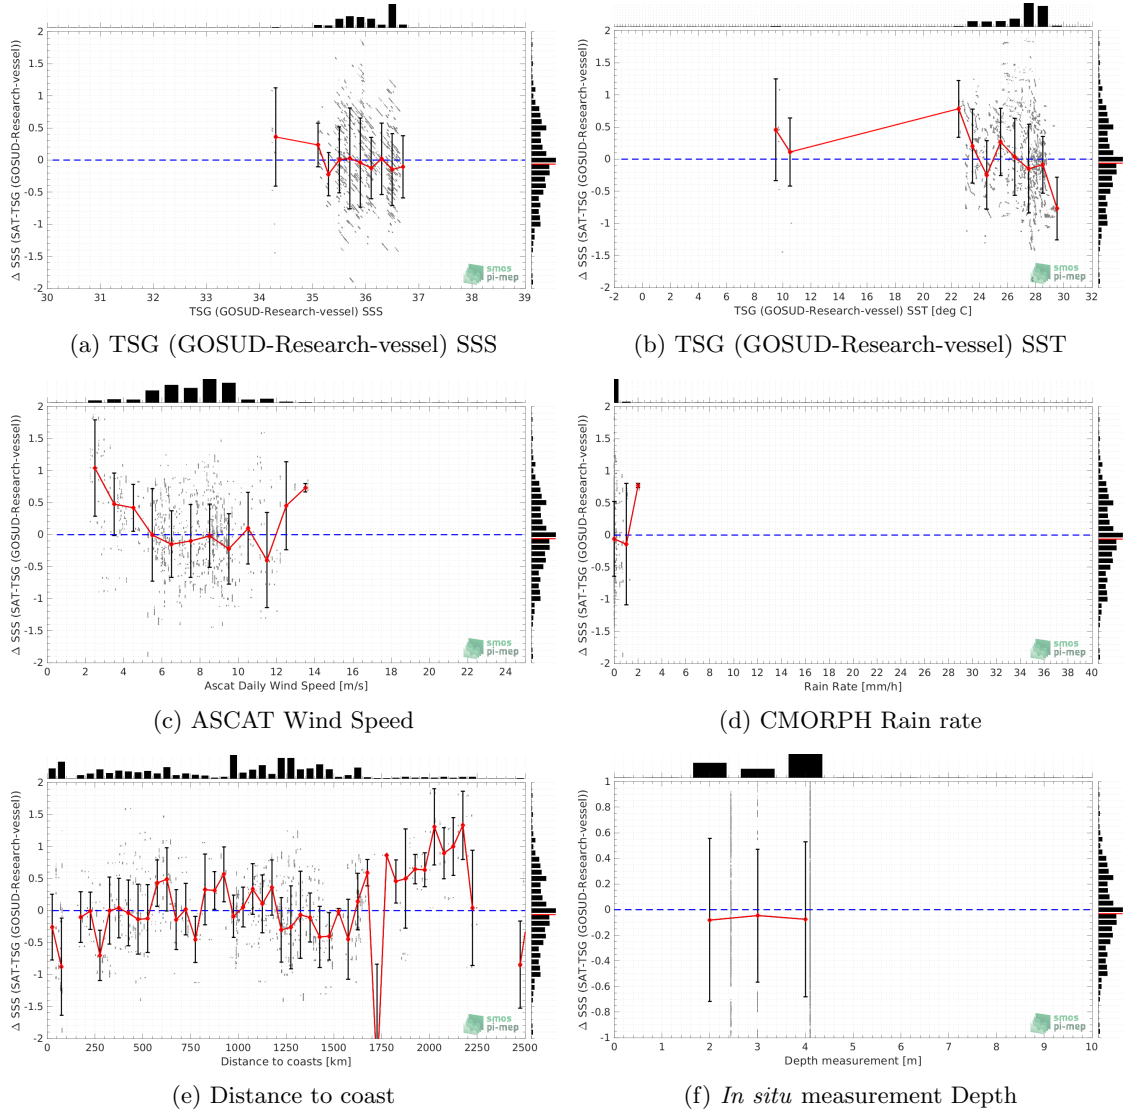 Δ SSS (SAT-TSG (GOSUD-Research-vessel))
2
1.5
1
0.5
0
-0.5
-1
-1.5
-2
30 31 32 33 34 35 36 37 38 39
TSG (GOSUD-Research-vessel) SSS
smos
pi-mep
(a) TSG (GOSUD-Research-vessel) SSS
Δ SSS (SAT-TSG (GOSUD-Research-vessel))
2
1.5
1
0.5
0
-0.5
-1
-1.5
-2
-2 0 2 4 6 8 10 12 14 16 18 20 22 24 26 28 30 32
TSG (GOSUD-Research-vessel) SST [deg C]
smos
pi-mep
(b) TSG (GOSUD-Research-vessel) SST
Δ SSS (SAT-TSG (GOSUD-Research-vessel))
2
1.5
1
0.5
0
-0.5
-1
-1.5
-2
0 2 4 6 8 10 12 14 16 18 20 22 24
Ascat Daily Wind Speed [m/s]
smos
pi-mep
(c) ASCAT Wind Speed
Δ SSS (SAT-TSG (GOSUD-Research-vessel))
2
1.5
1
0.5
0
-0.5
-1
-1.5
-2
0 2 4 6 8 10 12 14 16 18 20 22 24 26 28 30 32 34 36 38 40
Rain Rate [mm/h]
smos
pi-mep
(d) CMORPH Rain rate
Δ SSS (SAT-TSG (GOSUD-Research-vessel))
2
1.5
1
0.5
0
-0.5
-1
-1.5
-2
0 250 500 750 1000 1250 1500 1750 2000 2250 2500
Distance to coasts [km]
smos
pi-mep
(e) Distance to coast
Δ SSS (SAT-TSG (GOSUD-Research-vessel))
1
0.8
0.6
0.4
0.2
0
-0.2
-0.4
-0.6
-0.8
-1
0 1 2 3 4 5 6 7 8 9 10
Depth measurement [m]
smos
pi-mep
(f) In situ measurement Depth